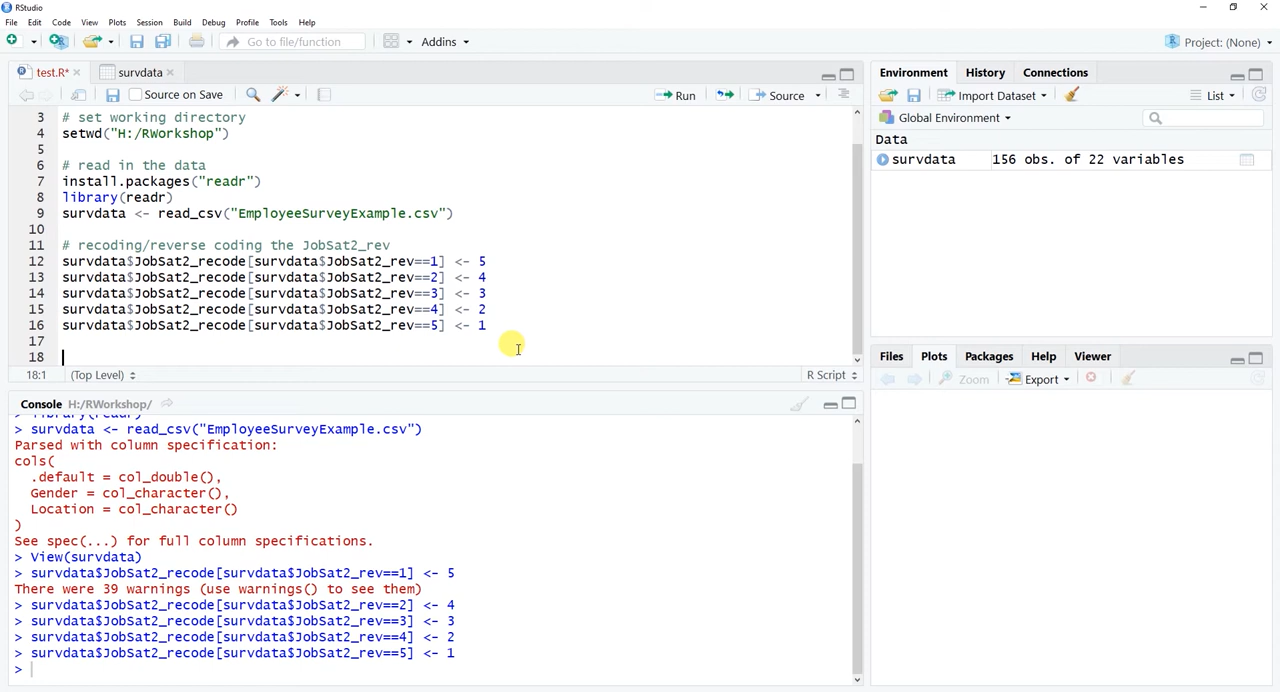 RStudio
File Edit Code View Plots Session Build Debug Profile Tools Help
Go to file/function Addins Project: (None)
test.R* survdata
Source on Save Run Source
3 # set working directory
4 setwd("H:/RWorkshop")
5
6 # read in the data
7 install.packages("readr")
8 library(readr)
9 survdata <- read_csv("EmployeeSurveyExample.csv")
10
11 # recoding/reverse coding the JobSat2_rev
12 survdata$JobSat2_recode[survdata$JobSat2_rev==1] <- 5
13 survdata$JobSat2_recode[survdata$JobSat2_rev==2] <- 4
14 survdata$JobSat2_recode[survdata$JobSat2_rev==3] <- 3
15 survdata$JobSat2_recode[survdata$JobSat2_rev==4] <- 2
16 survdata$JobSat2_recode[survdata$JobSat2_rev==5] <- 1
17
18
18:1 (Top Level) R Script
Console H:/RWorkshop/
> library(readr)
> survdata <- read_csv("EmployeeSurveyExample.csv")
Parsed with column specification:
cols(
.default = col_double(),
Gender = col_character(),
Location = col_character()
)
See spec(...) for full column specifications.
> View(survdata)
> survdata$JobSat2_recode[survdata$JobSat2_rev==1] <- 5
There were 39 warnings (use warnings() to see them)
> survdata$JobSat2_recode[survdata$JobSat2_rev==2] <- 4
> survdata$JobSat2_recode[survdata$JobSat2_rev==3] <- 3
> survdata$JobSat2_recode[survdata$JobSat2_rev==4] <- 2
> survdata$JobSat2_recode[survdata$JobSat2_rev==5] <- 1
>
Environment History Connections
Import Dataset List
Global Environment
Data
survdata 156 obs. of 22 variables
Files Plots Packages Help Viewer
Zoom Export